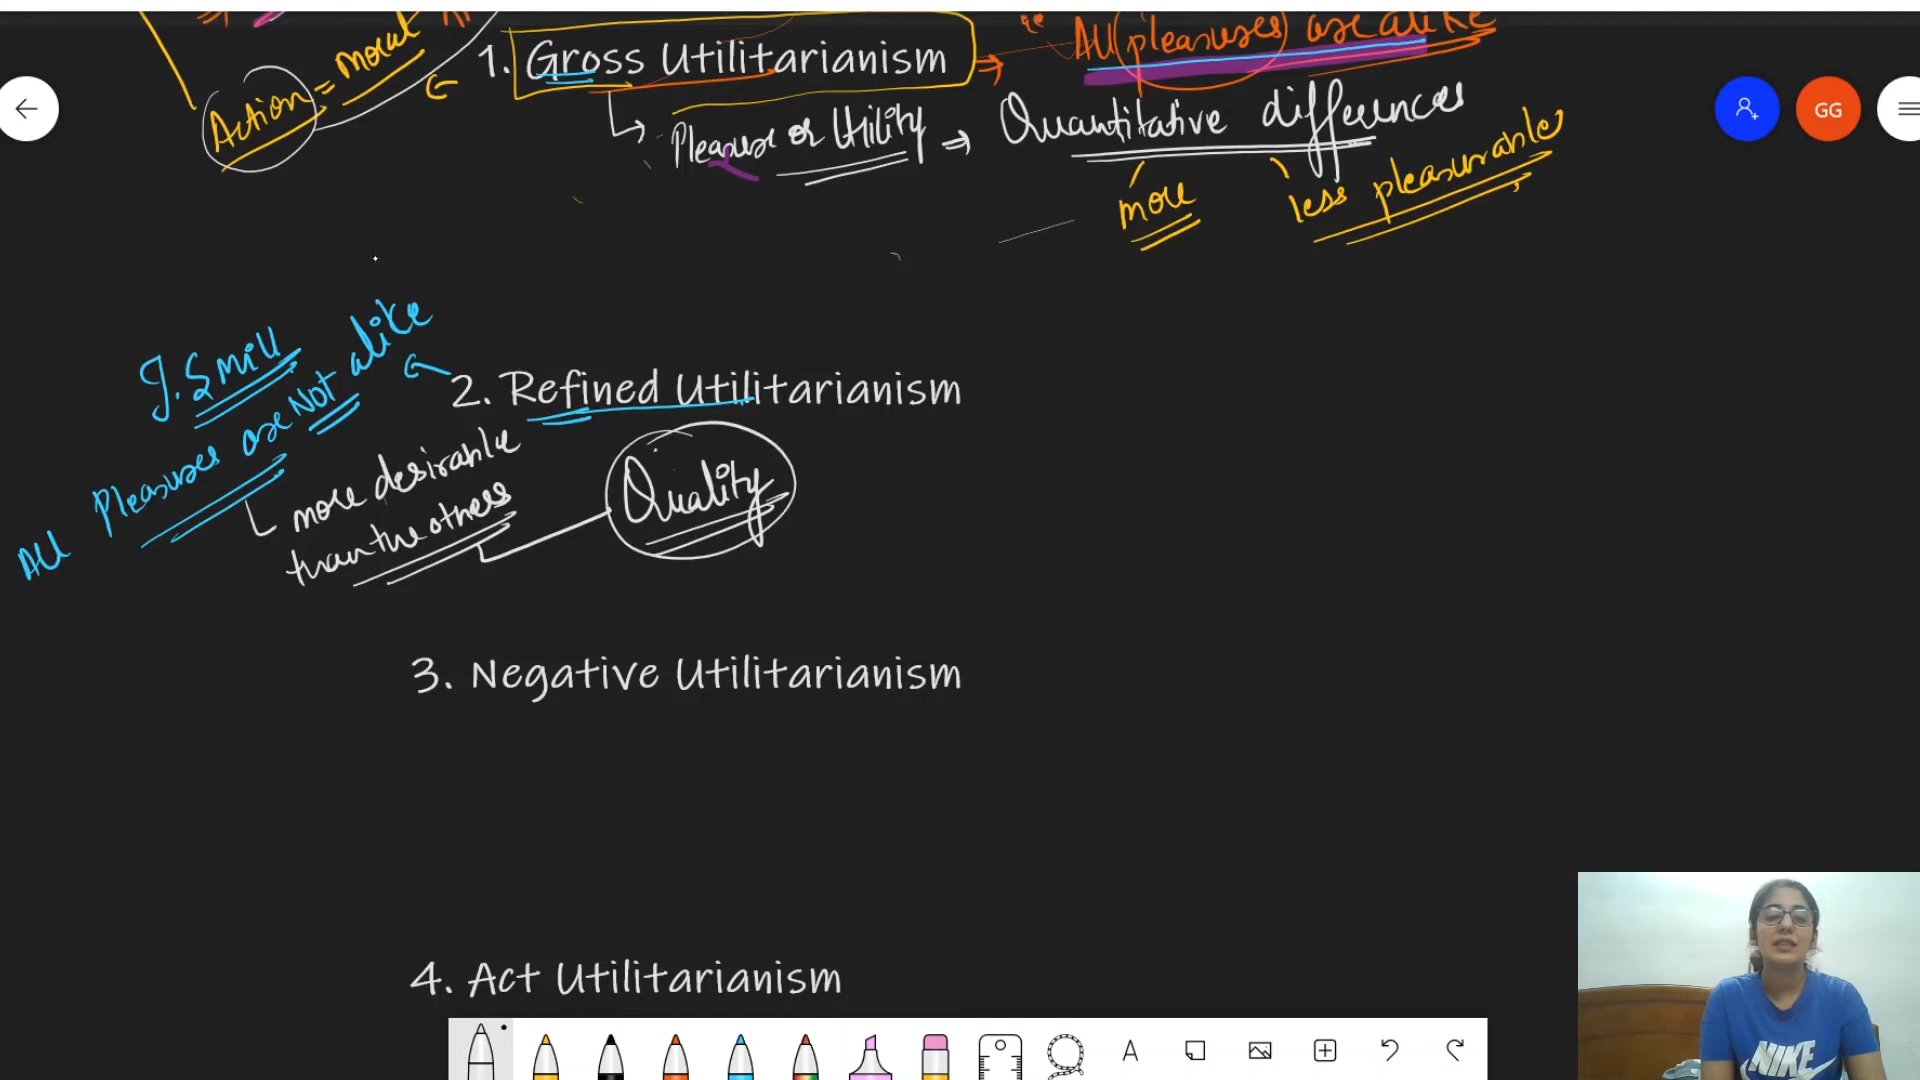 " All (pleasures) are alike
Action = moral
1. Gross Utilitarianism
Pleasure or Utility ⇒ Quantitative differences
more
less pleasurable
GG
J.S Mill
All Pleasures are Not alike
2. Refined Utilitarianism
more desirable
than the others
Quality
3. Negative Utilitarianism
4. Act Utilitarianism
A
NIKE